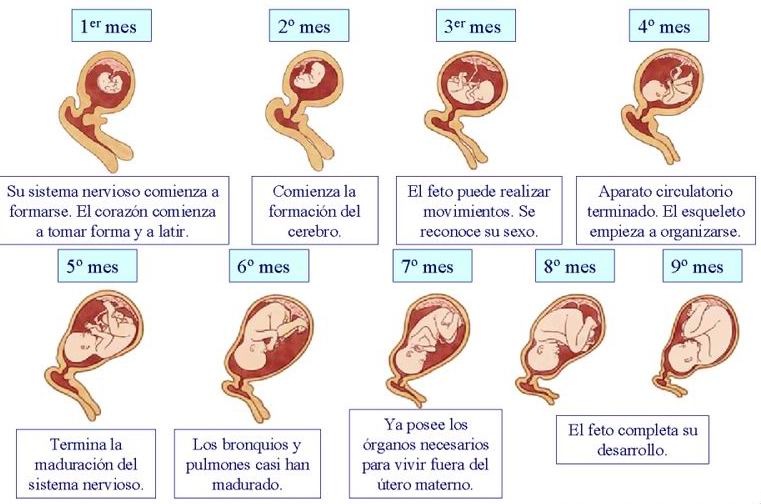 1er mes
2º mes
3er mes
4º mes
Su sistema nervioso comienza a
formarse. El corazón comienza
a tomar forma y a latir.
Comienza la
formación del
cerebro.
El feto puede realizar
movimientos. Se
reconoce su sexo.
Aparato circulatorio
terminado. El esqueleto
empieza a organizarse.
5º mes
6º mes
7º mes
8º mes
9º mes
Termina la
maduración del
sistema nervioso.
Los bronquios y
pulmones casi han
madurado.
Ya posee los
órganos necesarios
para vivir fuera del
útero materno.
El feto completa su
desarrollo.